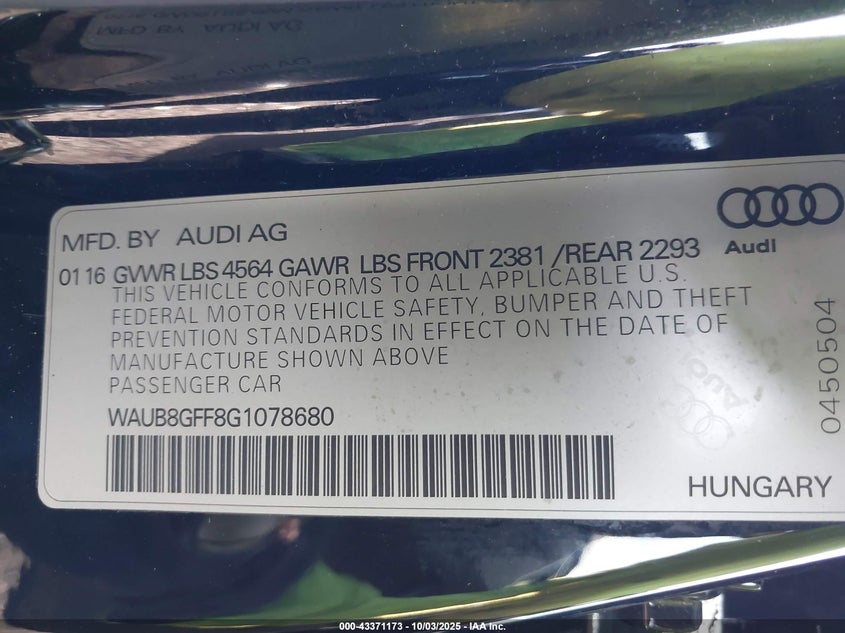 MFD. BY AUDI AG
Audi
01 16 GVWR LBS 4564 GAWR LBS FRONT 2381 /REAR 2293
THIS VEHICLE CONFORMS TO ALL APPLICABLE U.S.
FEDERAL MOTOR VEHICLE SAFETY, BUMPER AND THEFT
PREVENTION STANDARDS IN EFFECT ON THE DATE OF
MANUFACTURE SHOWN ABOVE
PASSENGER CAR
WAUB8GFF8G1078680
0450504
Audi
HUNGARY
000-43371173 - 10/03/2025 - IAA Inc.